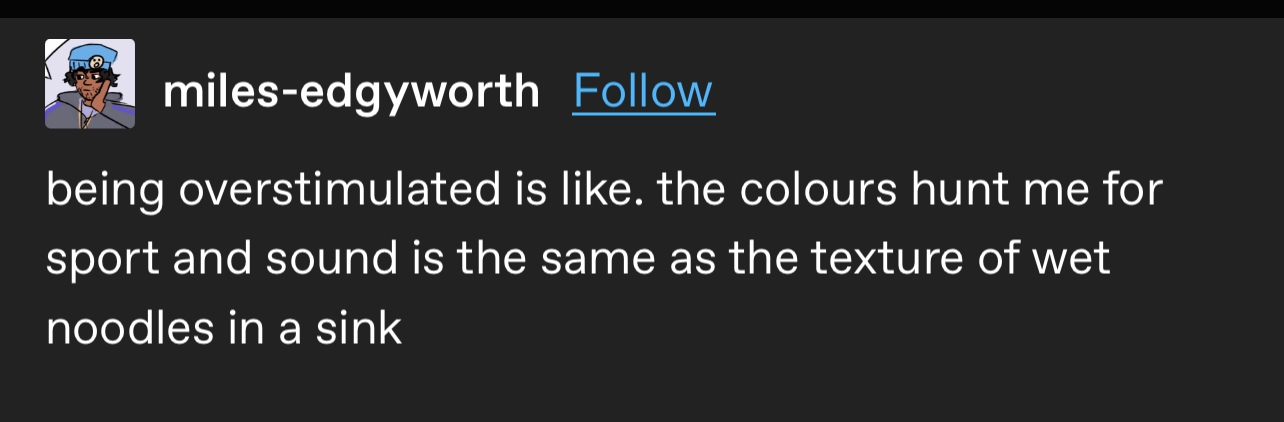 miles-edgyworth Follow
being overstimulated is like. the colours hunt me for
sport and sound is the same as the texture of wet
noodles in a sink